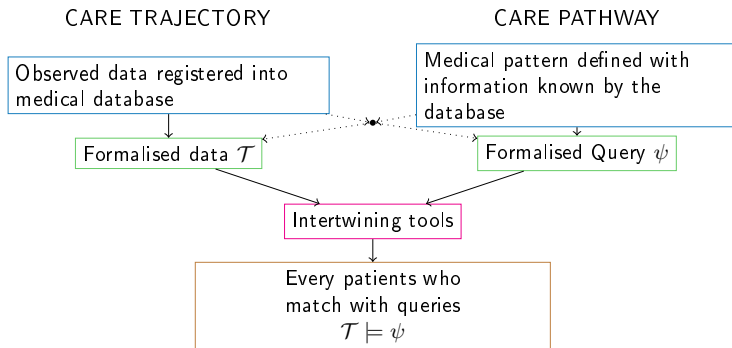 CARE TRAJECTORY
CARE PATHWAY
Observed data registered into
medical database
Medical pattern defined with
information known by the
database
Formalised data 𝒯
Formalised Query ψ
Intertwining tools
Every patients who
match with queries
𝒯 ⊨ ψ